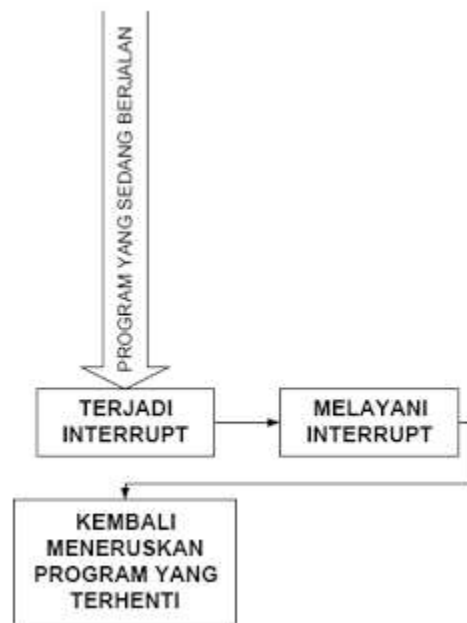 PROGRAM YANG SEDANG BERJALAN
TERJADI
INTERRUPT
MELAYANI
INTERRUPT
KEMBALI
MENERUSKAN
PROGRAM YANG
TERHENTI